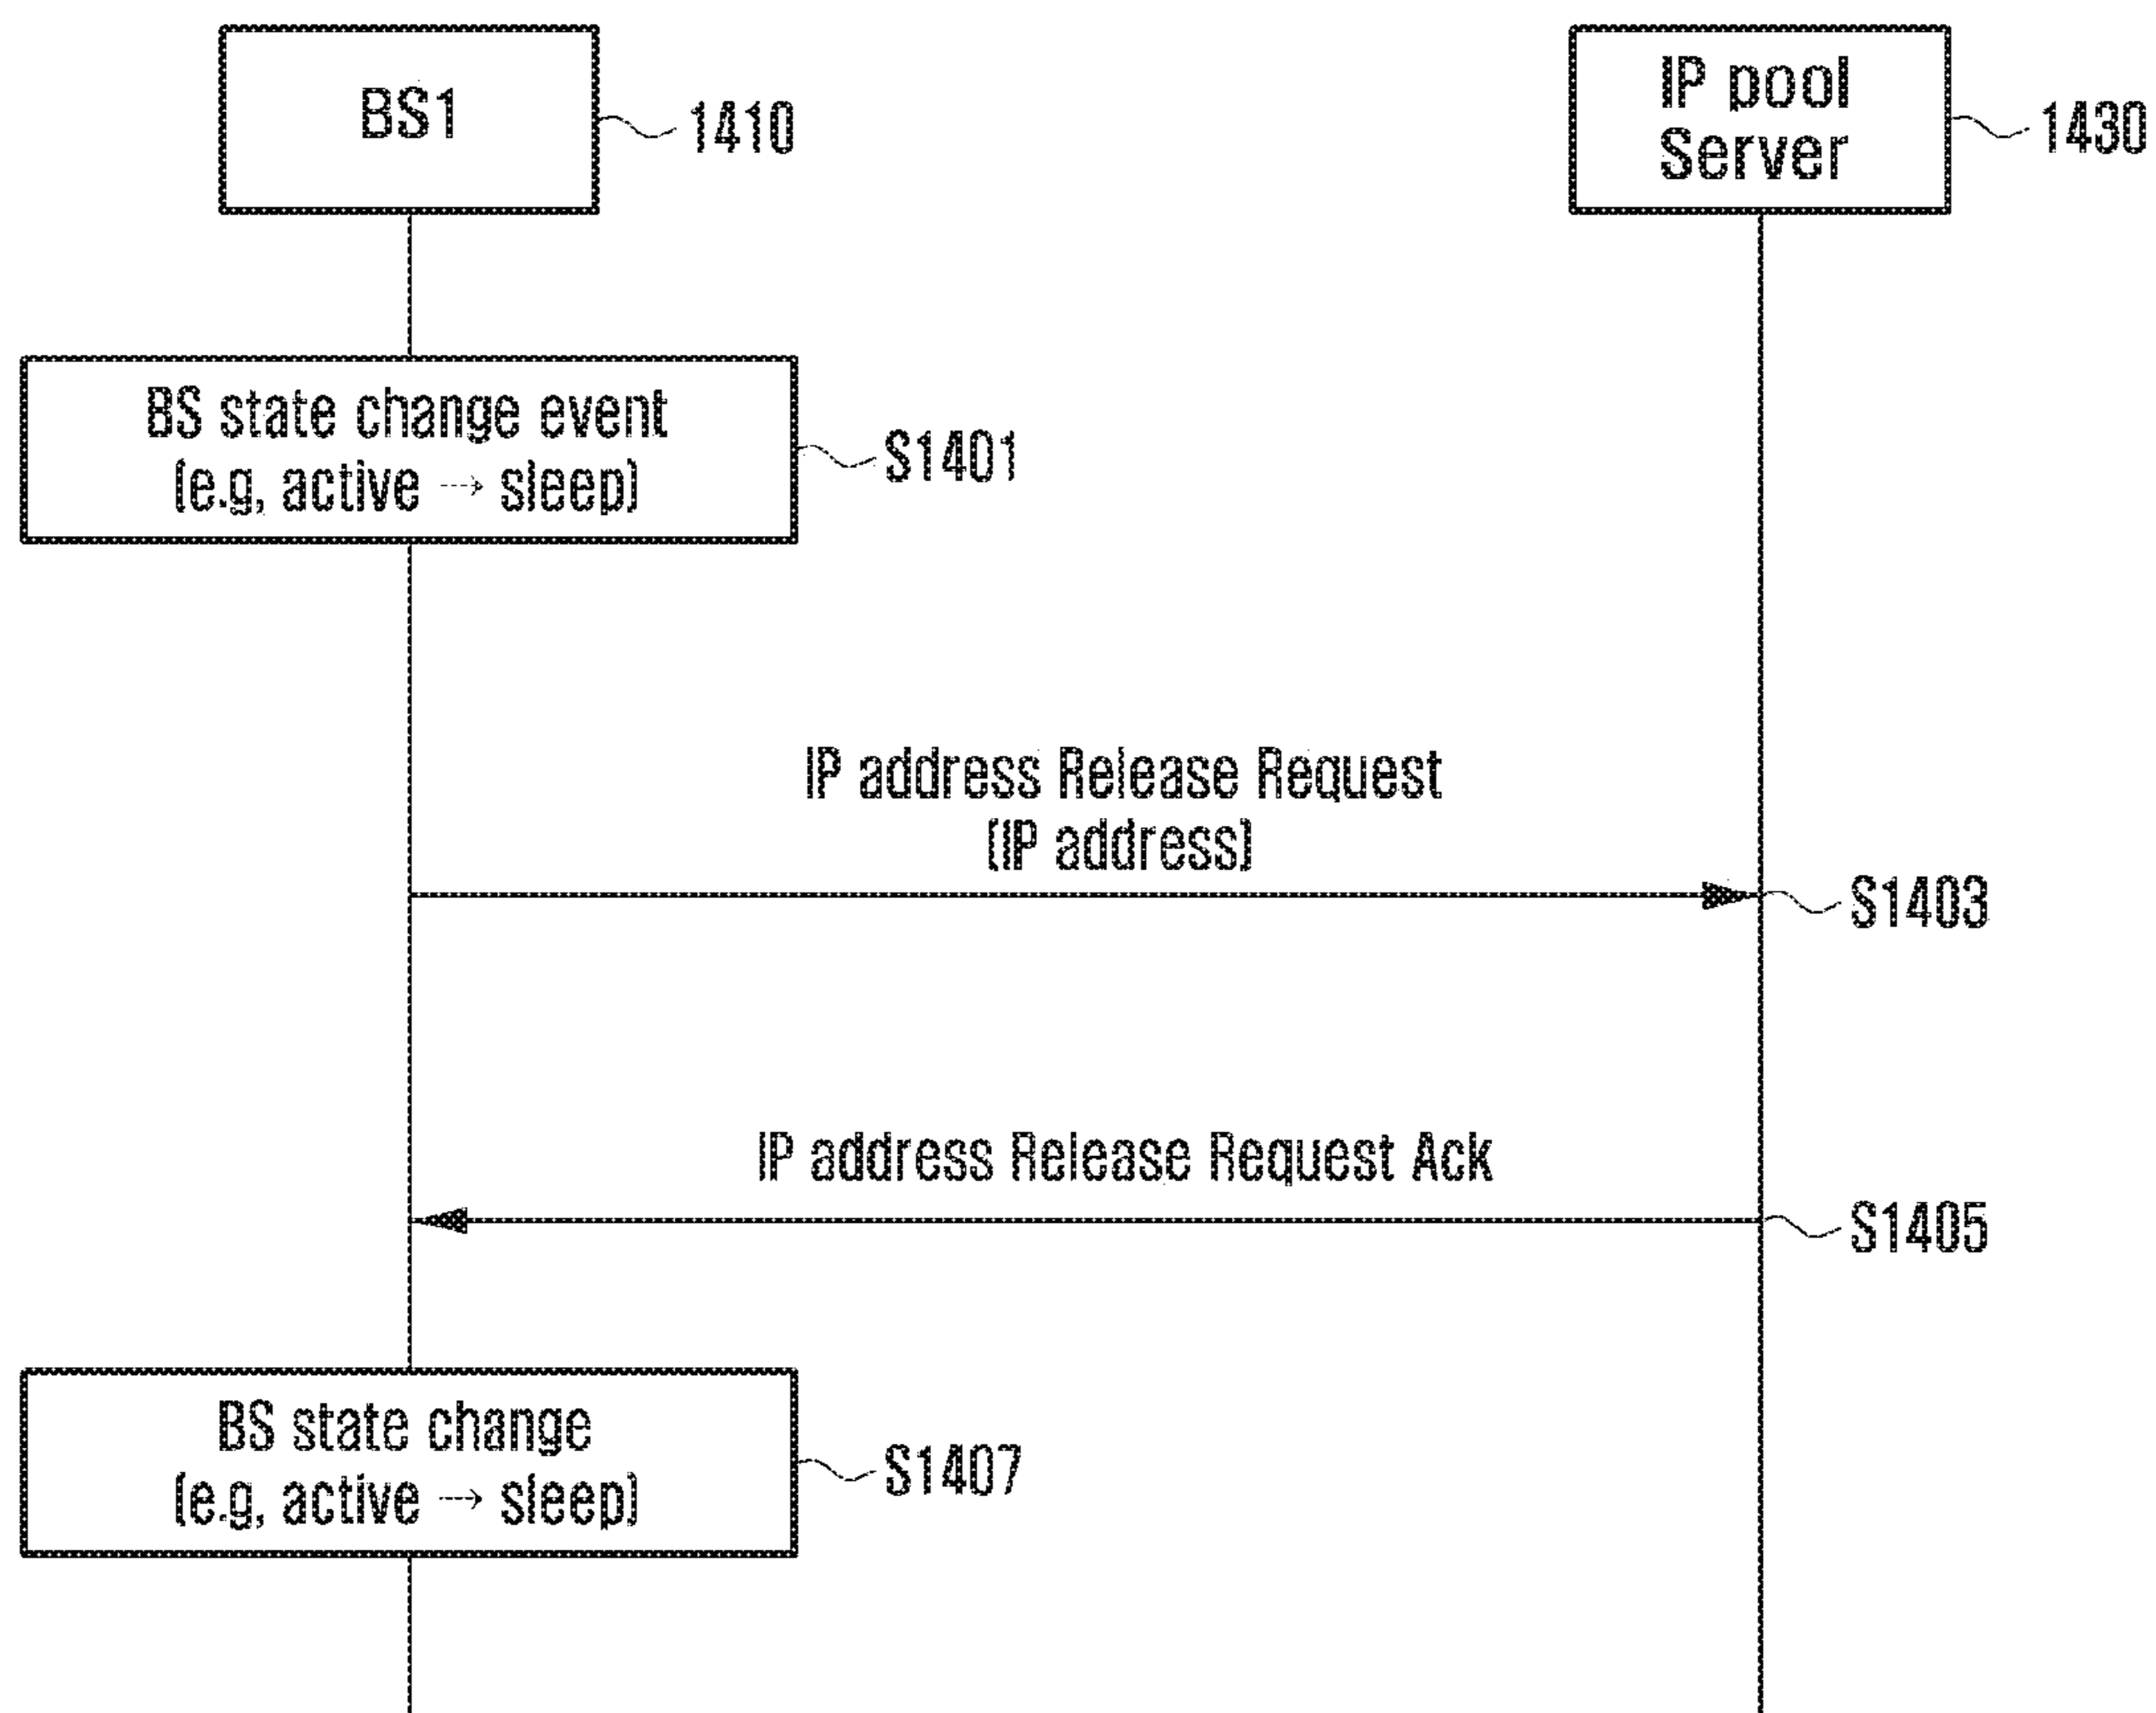 BS1
1410
IP pool
Server
1430
BS state change event
(e.g, active → sleep)
S1401
IP address Release Request
(IP address)
S1403
IP address Release Request Ack
S1405
BS state change
(e.g, active → sleep)
S1407